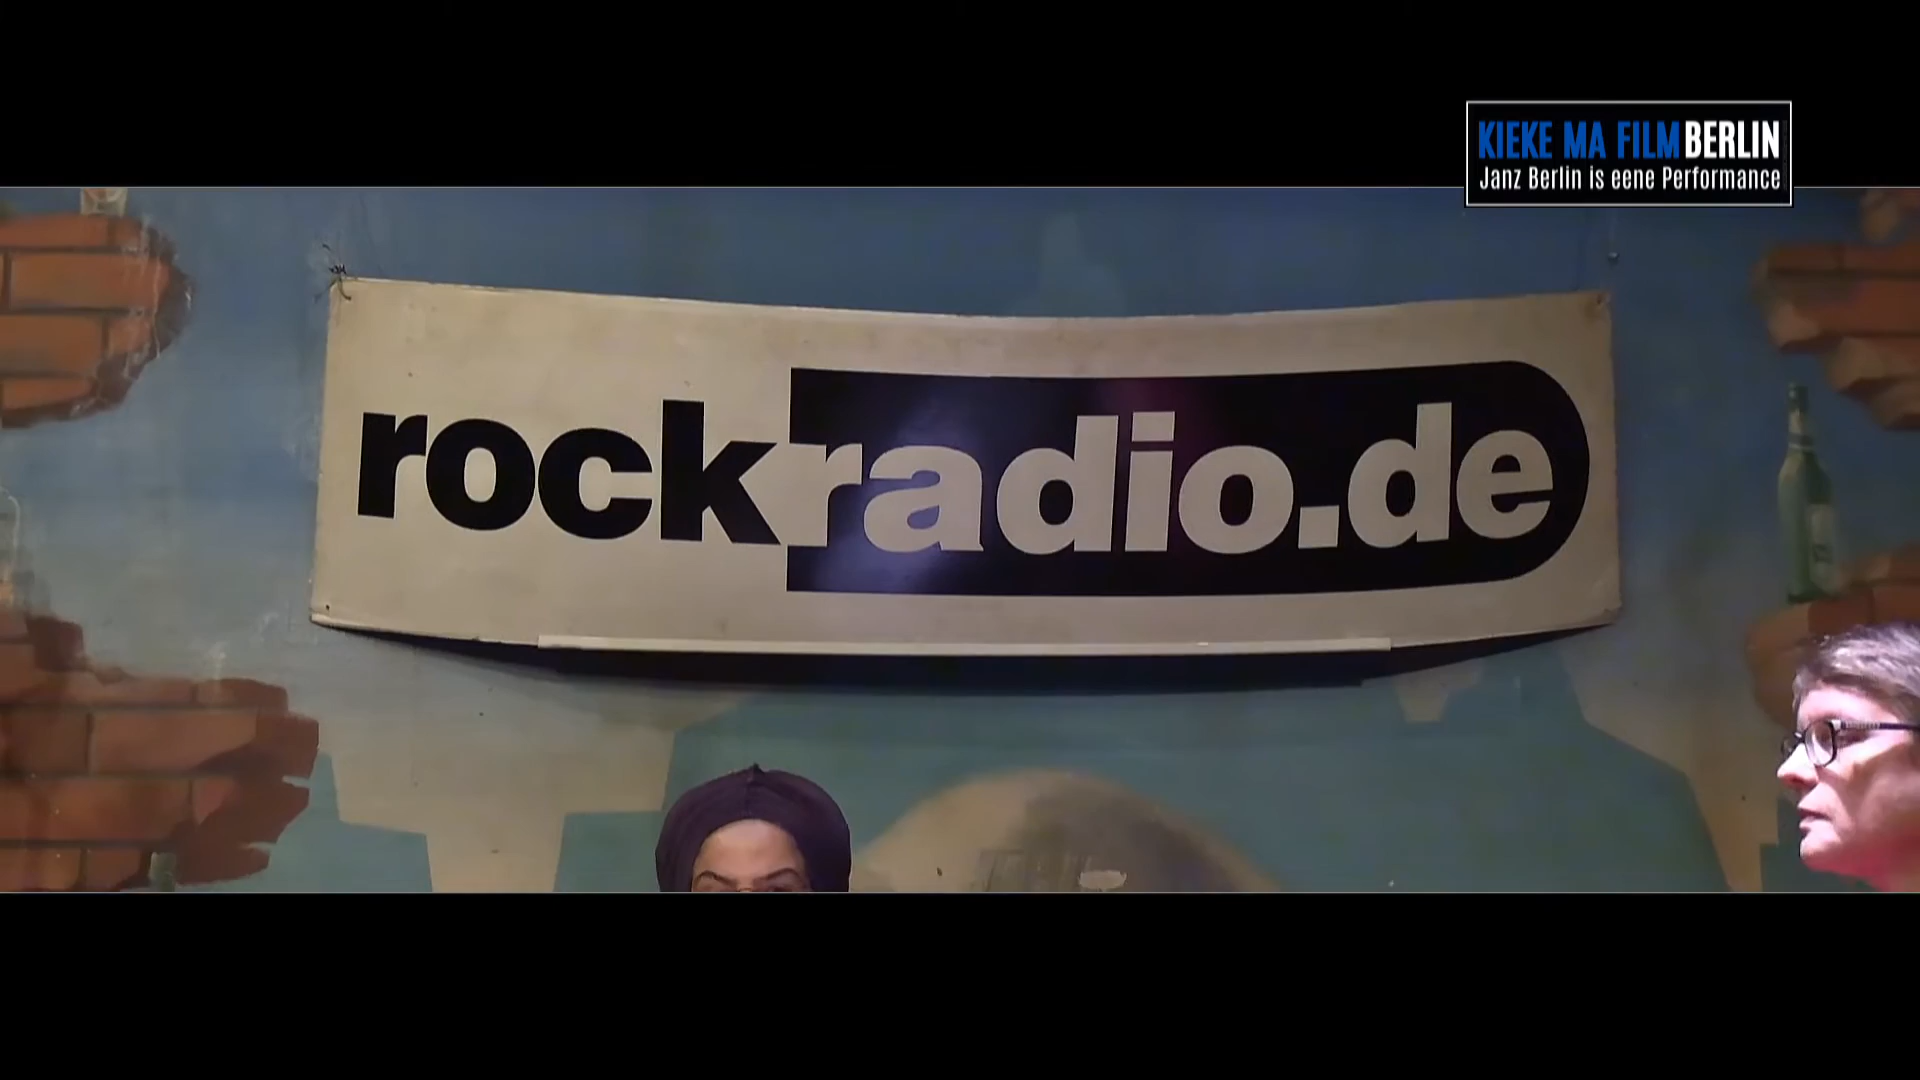 KIEKE MA FILM BERLIN
Janz Berlin is eene Performance
rockradio.de